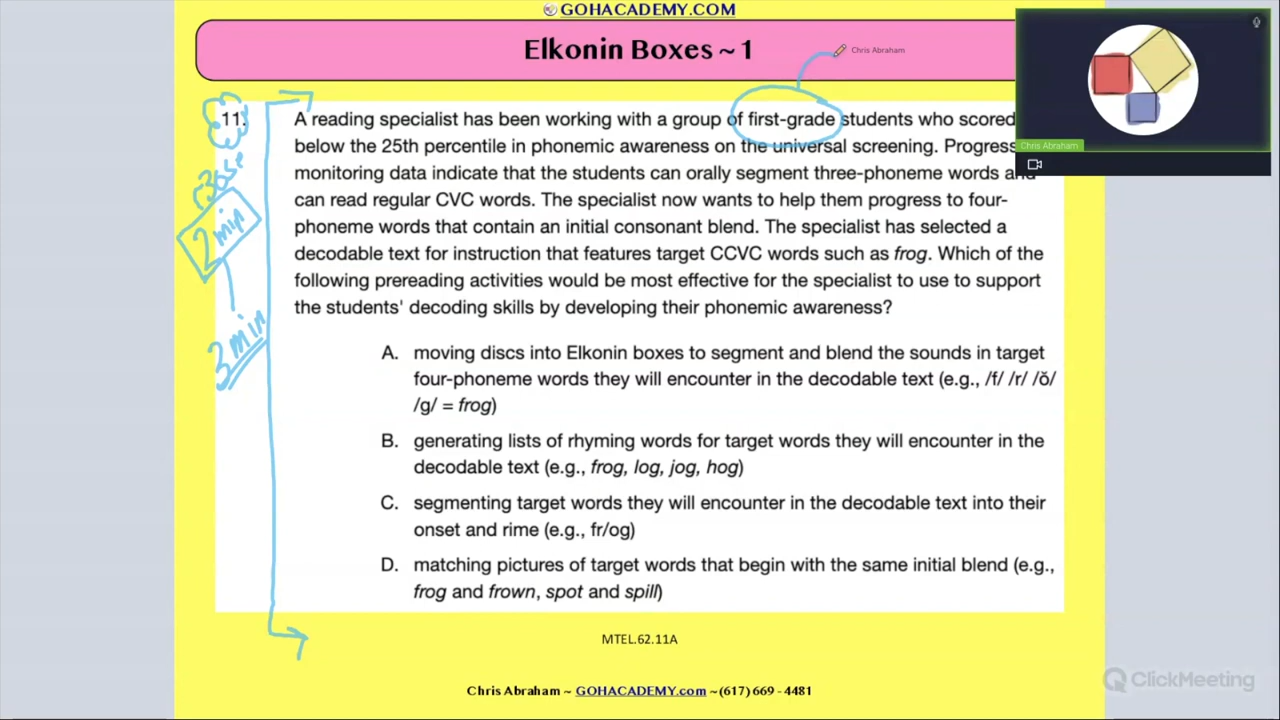 GOHACADEMY.COM
Elkonin Boxes ~ 1
Chris Abraham
Chris Abraham
11.
A reading specialist has been working with a group of first-grade students who scored
below the 25th percentile in phonemic awareness on the universal screening. Progress
monitoring data indicate that the students can orally segment three-phoneme words and
can read regular CVC words. The specialist now wants to help them progress to four-
phoneme words that contain an initial consonant blend. The specialist has selected a
decodable text for instruction that features target CCVC words such as frog. Which of the
following prereading activities would be most effective for the specialist to use to support
the students' decoding skills by developing their phonemic awareness?
2 min
3 min
A. moving discs into Elkonin boxes to segment and blend the sounds in target
four-phoneme words they will encounter in the decodable text (e.g., /f/ /r/ /ŏ/
/g/ = frog)
B. generating lists of rhyming words for target words they will encounter in the
decodable text (e.g., frog, log, jog, hog)
C. segmenting target words they will encounter in the decodable text into their
onset and rime (e.g., fr/og)
D. matching pictures of target words that begin with the same initial blend (e.g.,
frog and frown, spot and spill)
MTEL.62.11A
Chris Abraham ~ GOHACADEMY.com ~(617) 669 - 4481
ClickMeeting